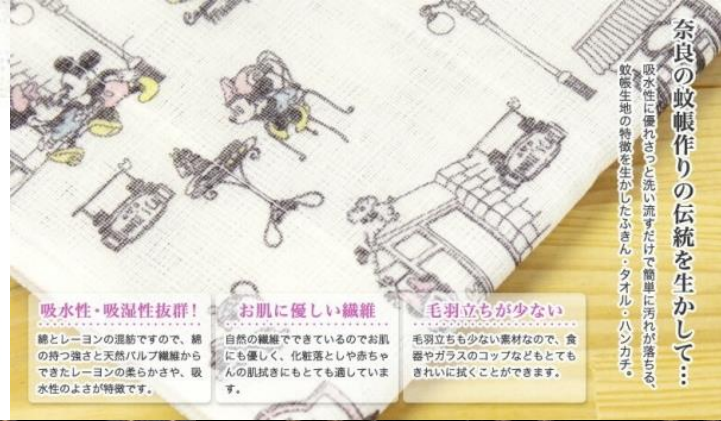 奈良の蚊帳作りの伝統を生かして…
吸水性に優れさっと洗い流すだけで簡単に汚れが落ちる、
蚊帳生地の特徴を生かしたふきん・タオル・ハンカチ。
吸水性・吸湿性抜群!
綿とレーヨンの混紡ですので、綿
の持つ強さと天然パルプ繊維から
できたレーヨンの柔らかさや、吸
水性のよさが特徴です。
お肌に優しい繊維
自然の繊維でできているのでお肌
にも優しく、化粧落としや赤ちゃ
んの肌拭きにもとても適していま
す。
毛羽立ちが少ない
毛羽立ちも少ない素材なので、食
器やガラスのコップなどもとても
きれいに拭くことができます。